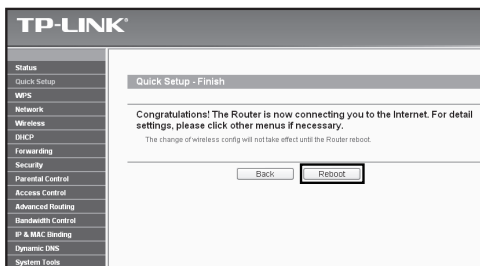 TP-LINK®
Status
Quick Setup
WPS
Network
Wireless
DHCP
Forwarding
Security
Parental Control
Access Control
Advanced Routing
Bandwidth Control
IP & MAC Binding
Dynamic DNS
System Tools
Quick Setup - Finish
Congratulations! The Router is now connecting you to the Internet. For detail
settings, please click other menus if necessary.
The change of wireless config will not take effect until the Router reboot.
Back Reboot